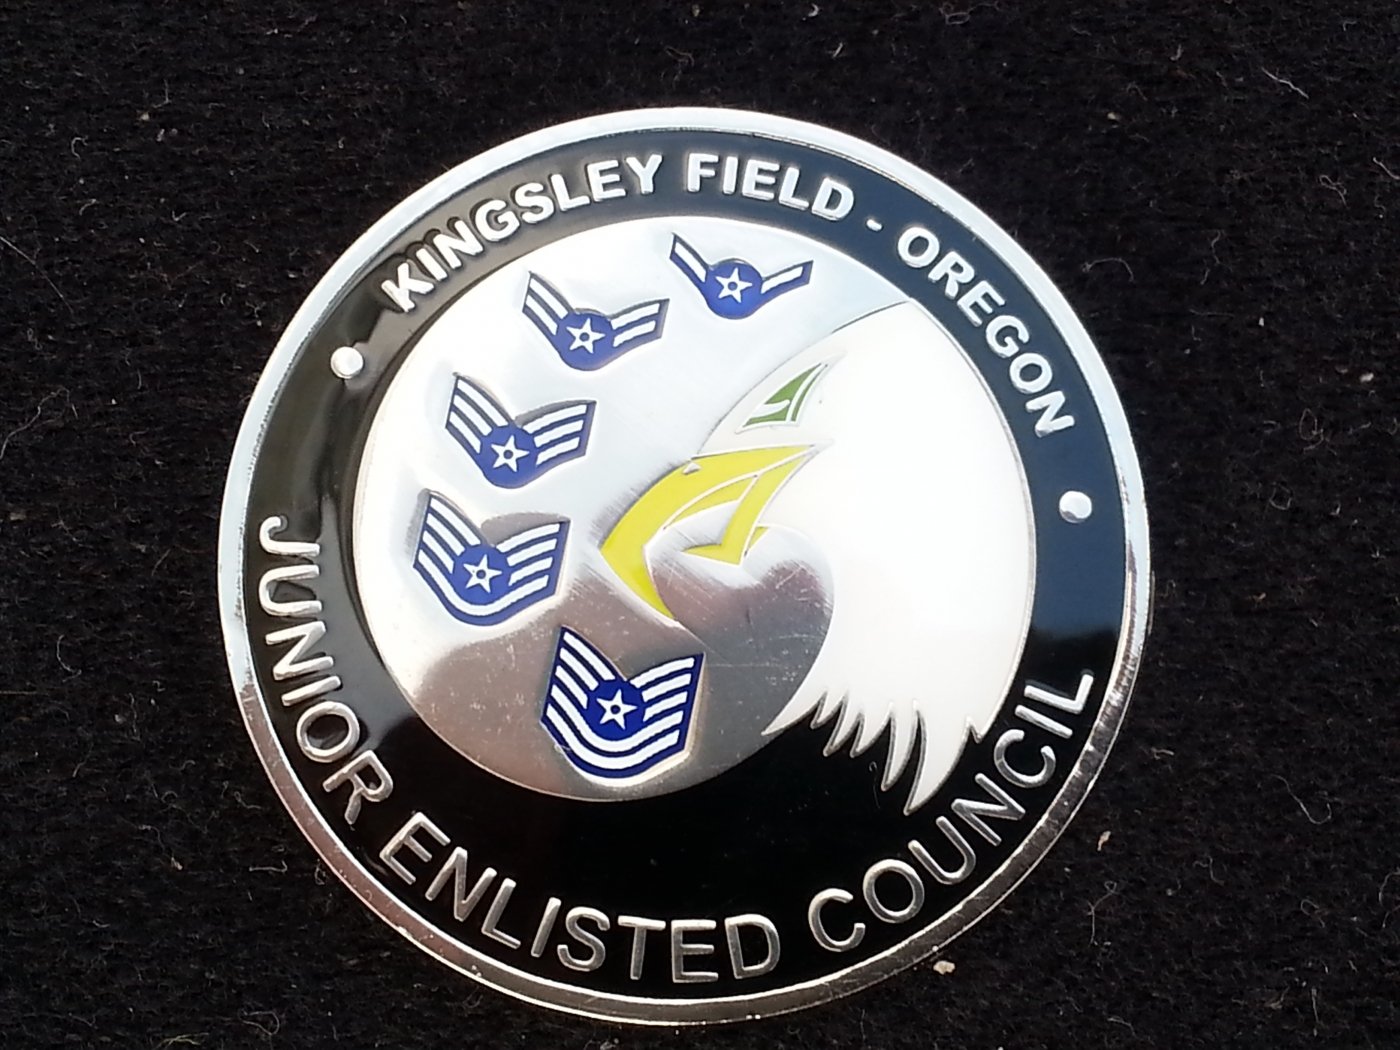 KINGSLEY FIELD - OREGON
JUNIOR ENLISTED COUNCIL